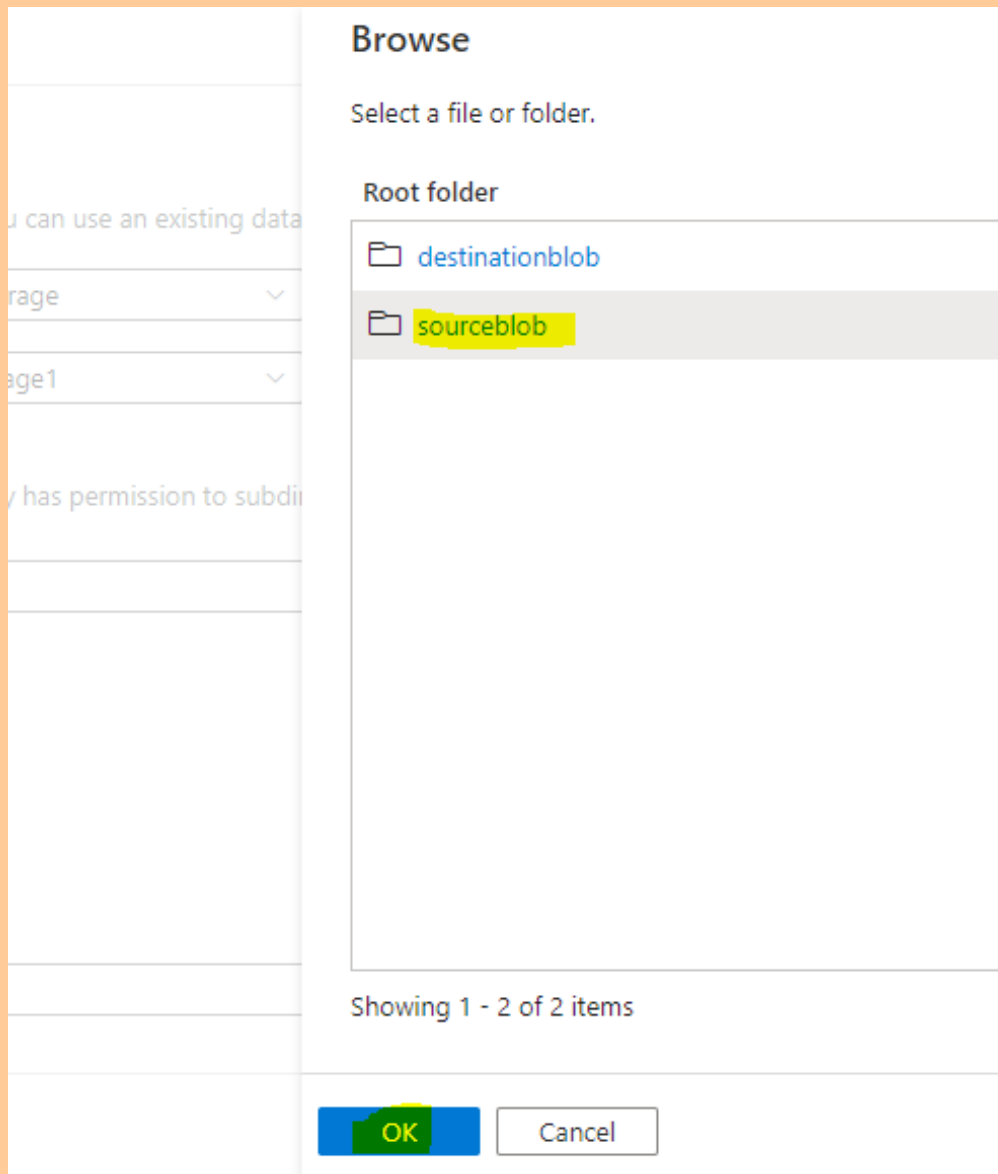 Browse
Select a file or folder.
Root folder
destinationblob
sourceblob
Showing 1 - 2 of 2 items
OK
Cancel
can use an existing data
rage
age1
has permission to